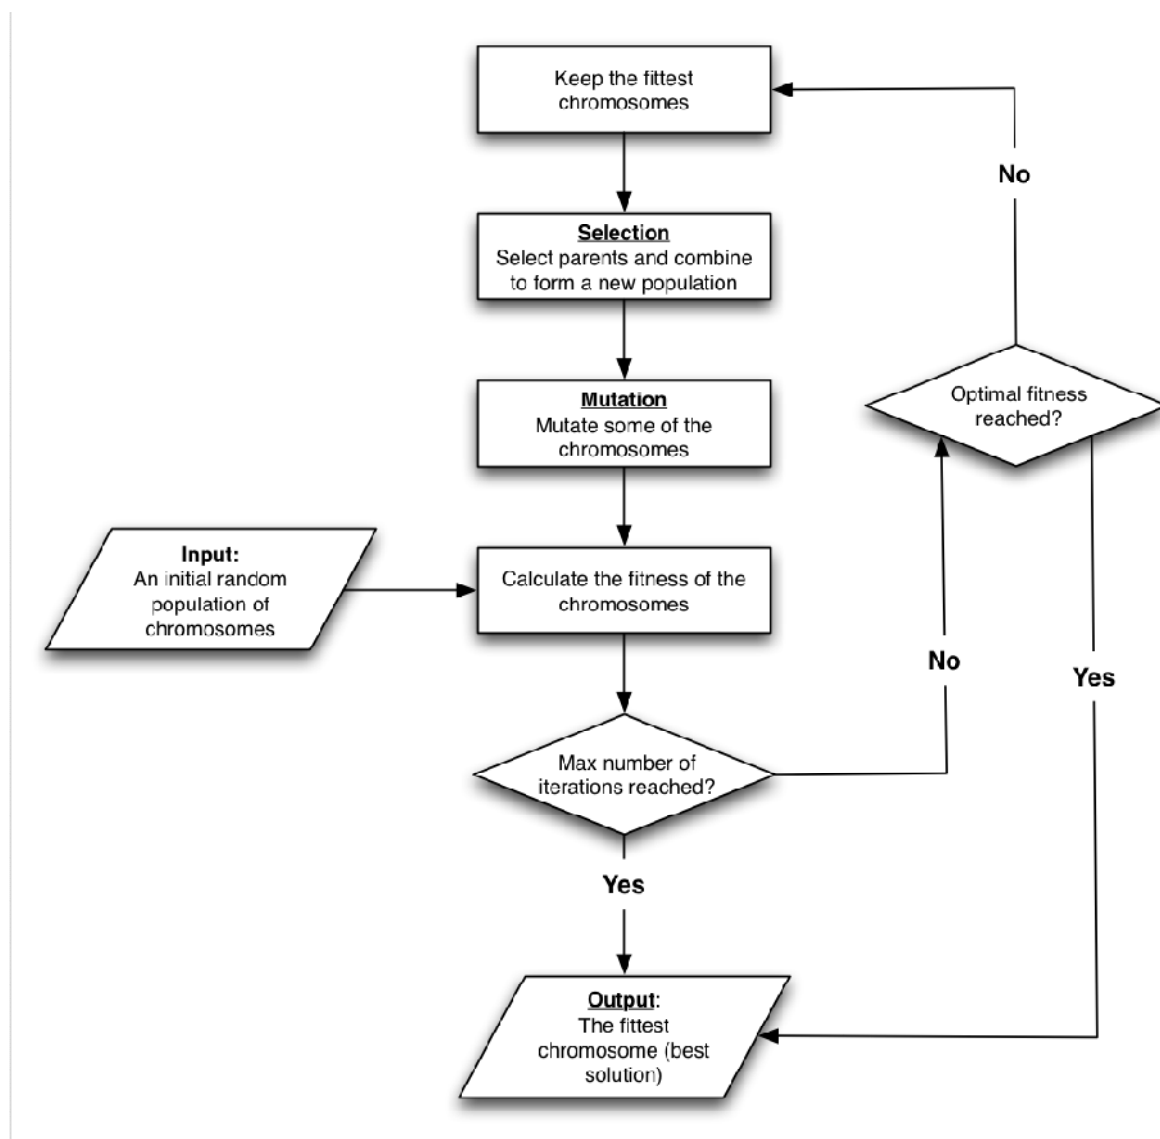 Keep the fittest
chromosomes
No
Selection
Select parents and combine
to form a new population
Optimal fitness
reached?
Mutation
Mutate some of the
chromosomes
Input:
An initial random
population of
chromosomes
Calculate the fitness of the
chromosomes
No
Yes
Max number of
iterations reached?
Yes
Output:
The fittest
chromosome (best
solution)